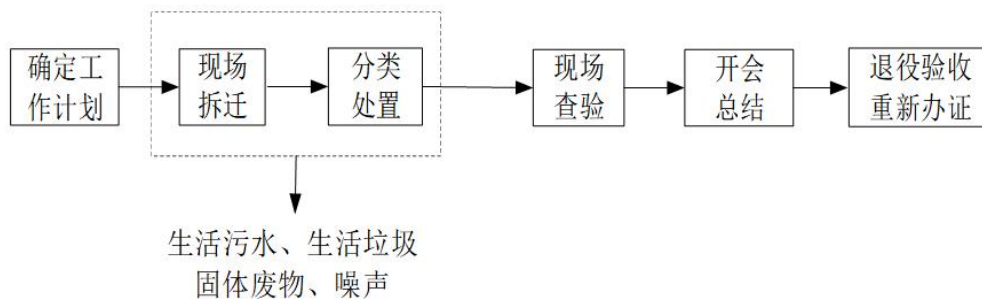 确定工
作计划
现场
拆迁
分类
处置
现场
查验
开会
总结
退役验收
重新办证
生活污水、生活垃圾
固体废物、噪声